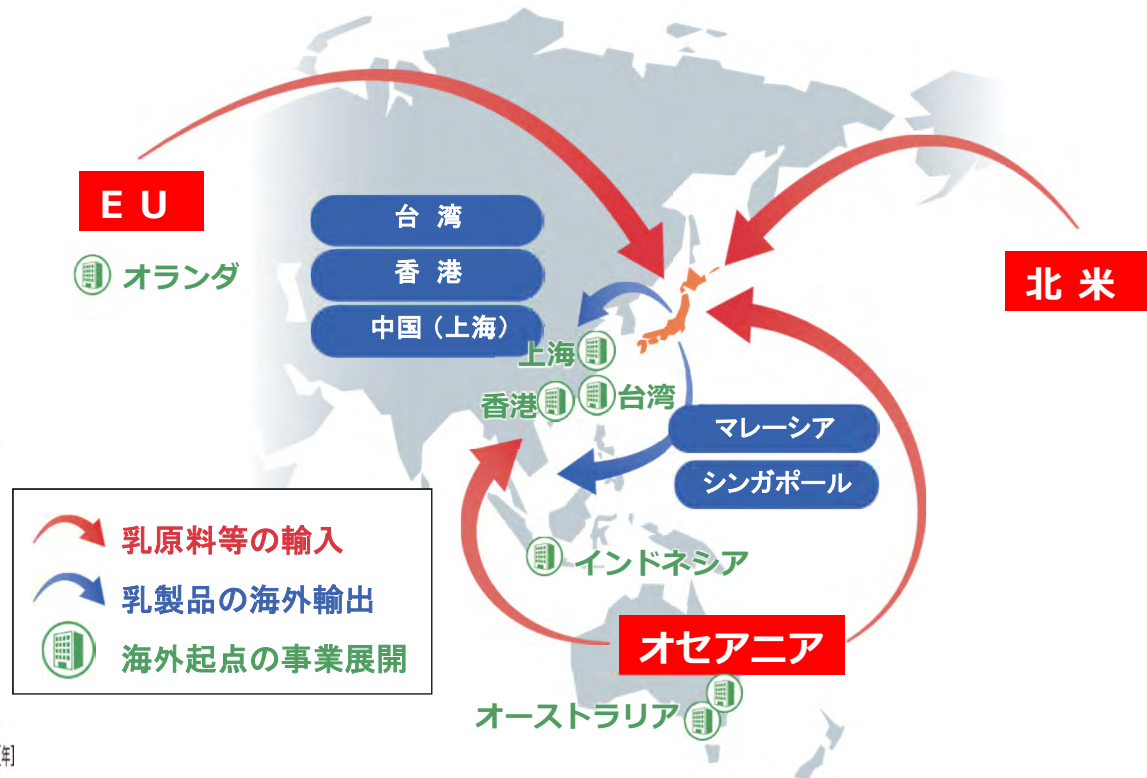 ＥＵ
オランダ
台 湾
香 港
中国（上海）
北 米
上海
香港
台湾
マレーシア
シンガポール
乳原料等の輸入
乳製品の海外輸出
海外起点の事業展開
インドネシア
オセアニア
オーストラリア
年]